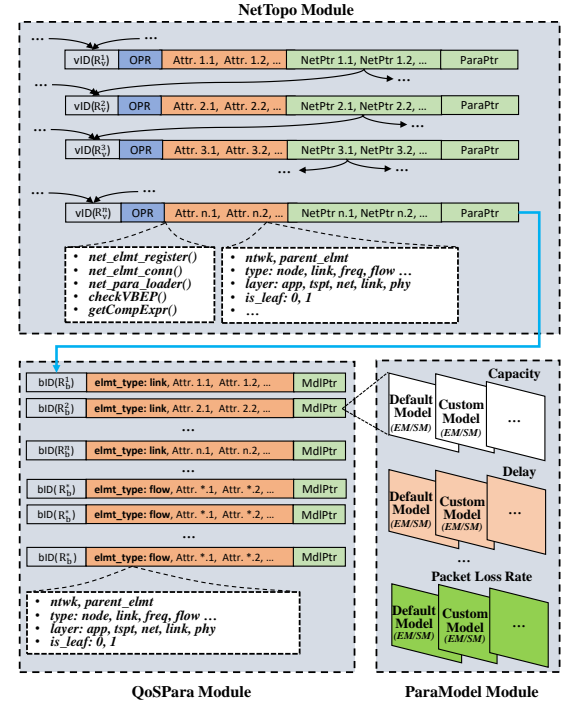 NetTopo Module
... ...
vID(R¹ᵥ) OPR Attr. 1.1, Attr. 1.2, ... NetPtr 1.1, NetPtr 1.2, ... ParaPtr
... ...
vID(R²ᵥ) OPR Attr. 2.1, Attr. 2.2, ... NetPtr 2.1, NetPtr 2.2, ... ParaPtr
... ...
vID(R³ᵥ) OPR Attr. 3.1, Attr. 3.2, ... NetPtr 3.1, NetPtr 3.2, ... ParaPtr
... ...
... ...
vID(Rⁿᵥ) OPR Attr. n.1, Attr. n.2, ... NetPtr n.1, NetPtr n.2, ... ParaPtr
• net_elmt_register()
• net_elmt_conn()
• net_para_loader()
• checkVBEP()
• getCompExpr()
• ntwk, parent_elmt
• type: node, link, freq, flow ...
• layer: app, tspt, net, link, phy
• is_leaf: 0, 1
• ...
bID(R¹b) elmt_type: link, Attr. 1.1, Attr. 1.2, ... MdlPtr
bID(R²b) elmt_type: link, Attr. 2.1, Attr. 2.2, ... MdlPtr
...
bID(Rⁿb) elmt_type: link, Attr. n.1, Attr. n.2, ... MdlPtr
...
bID(R*b) elmt_type: flow, Attr. *.1, Attr. *.2, ... MdlPtr
bID(R*b) elmt_type: flow, Attr. *.1, Attr. *.2, ... MdlPtr
...
bID(R*b) elmt_type: flow, Attr. *.1, Attr. *.2, ... MdlPtr
• ntwk, parent_elmt
• type: node, link, freq, flow ...
• layer: app, tspt, net, link, phy
• is_leaf: 0, 1
QoSPara Module
Capacity
Default Model (EM/SM)
Custom Model (EM/SM)
...
Delay
Default Model (EM/SM)
Custom Model (EM/SM)
...
...
Packet Loss Rate
Default Model (EM/SM)
Custom Model (EM/SM)
...
ParaModel Module